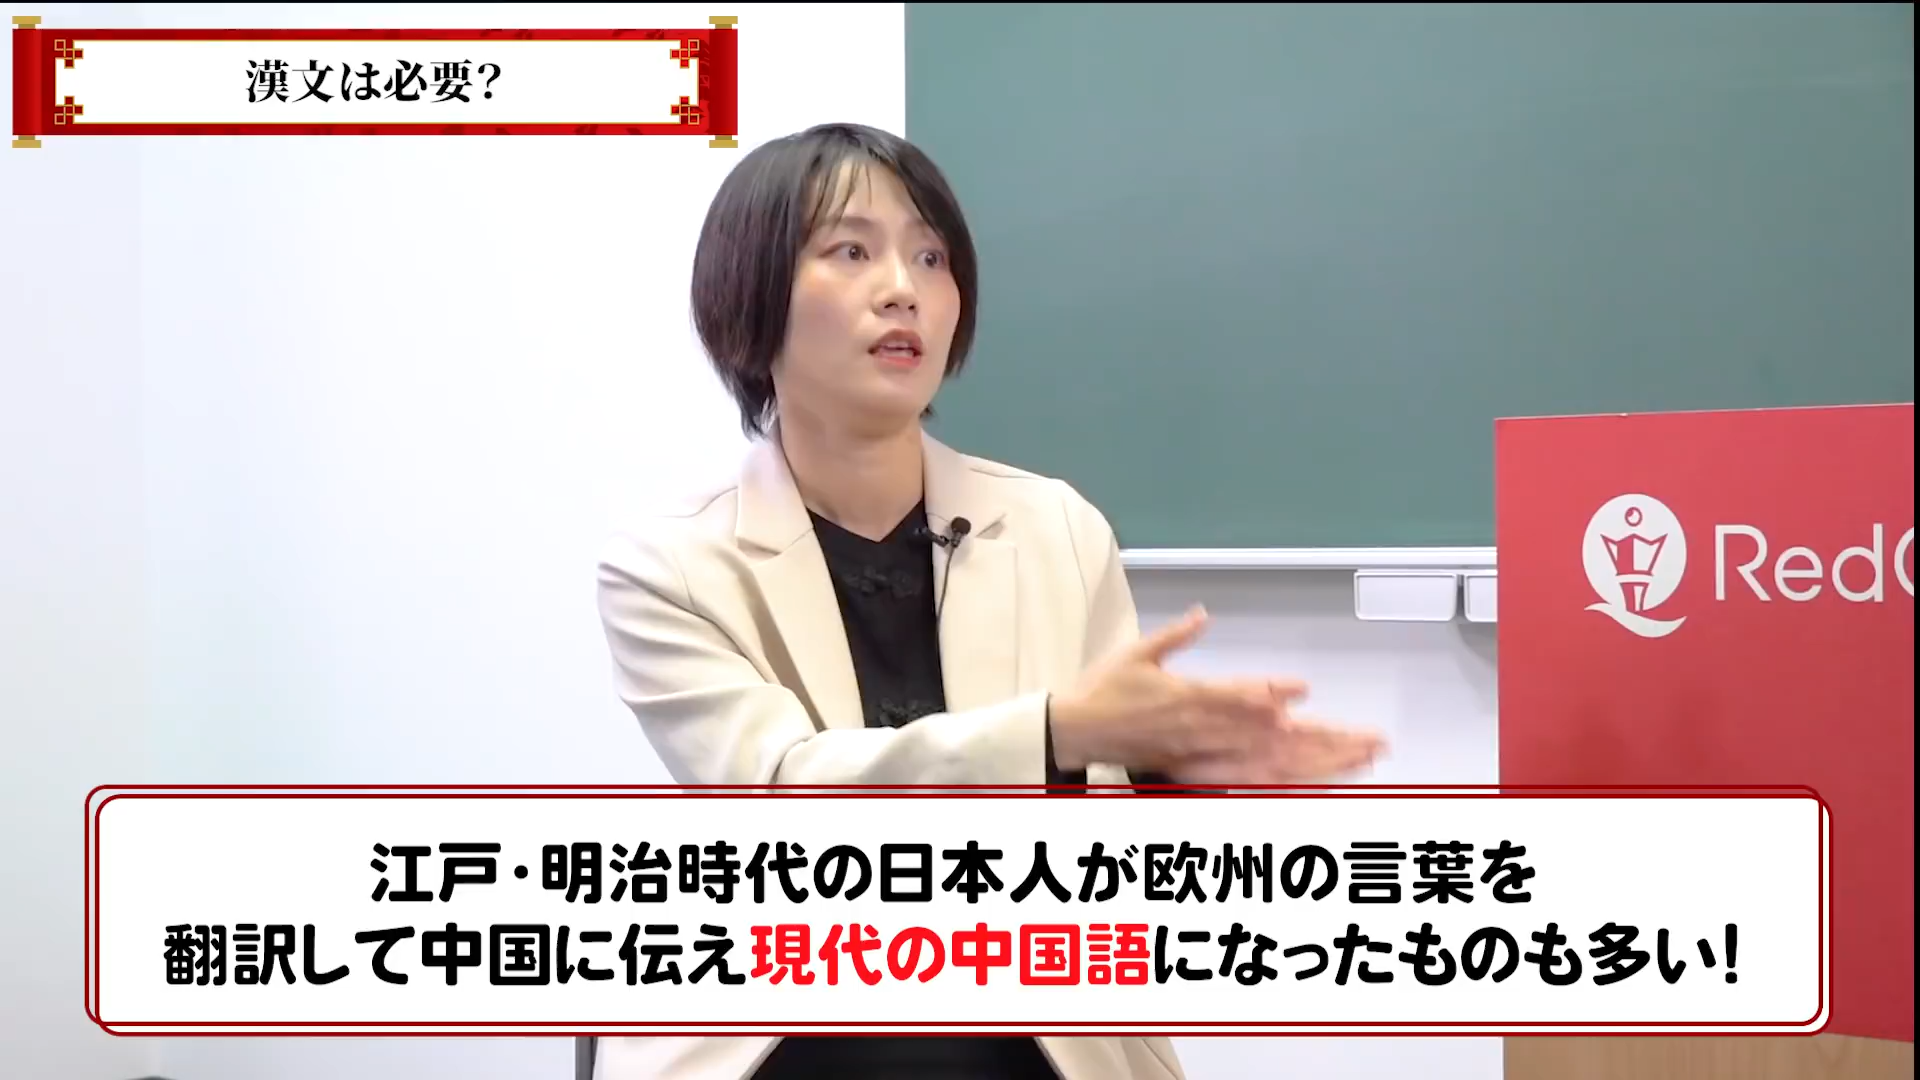 漢文は必要?
江戸・明治時代の日本人が欧州の言葉を
翻訳して中国に伝え現代の中国語になったものも多い!
Red